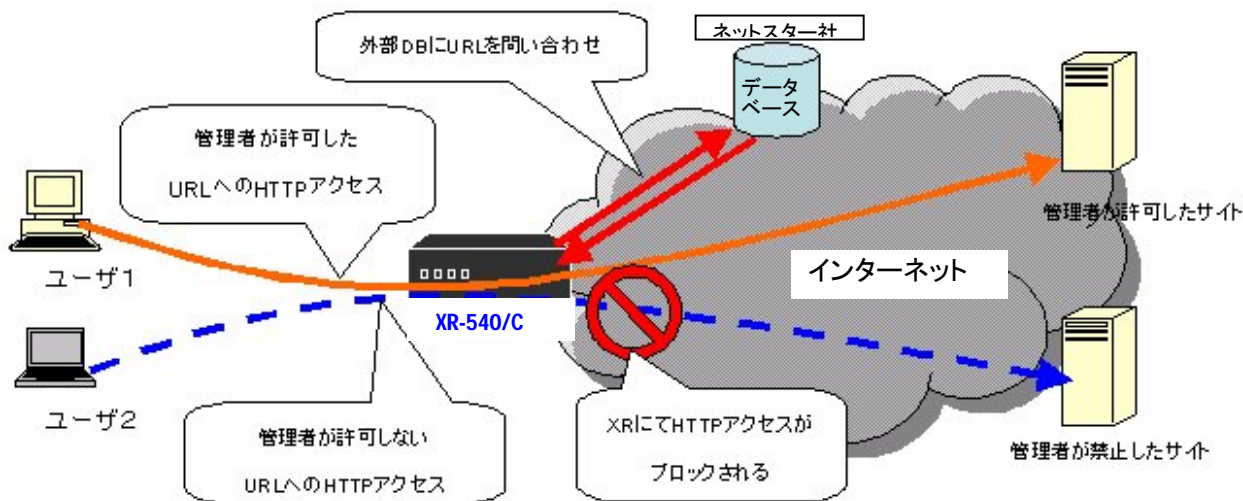 ネットスター社
外部DBにURLを問い合わせ
データ
ベース
管理者が許可した
URLへのHTTPアクセス
管理者が許可したサイト
ユーザ1
インターネット
XR-540/C
ユーザ2
XRにてHTTPアクセスが
ブロックされる
管理者が許可しない
URLへのHTTPアクセス
管理者が禁止したサイト